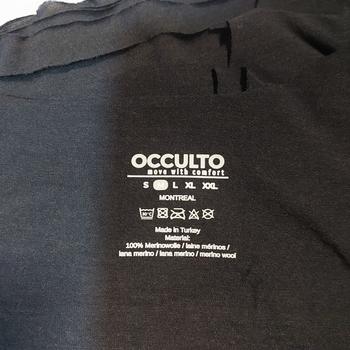 OCCULTO
move with comfort
S M L XL XXL
MONTREAL
30°C
Made in Turkey
Material:
100% Merinowolle / laine mérinos /
lana merino / lana merino / merino wool